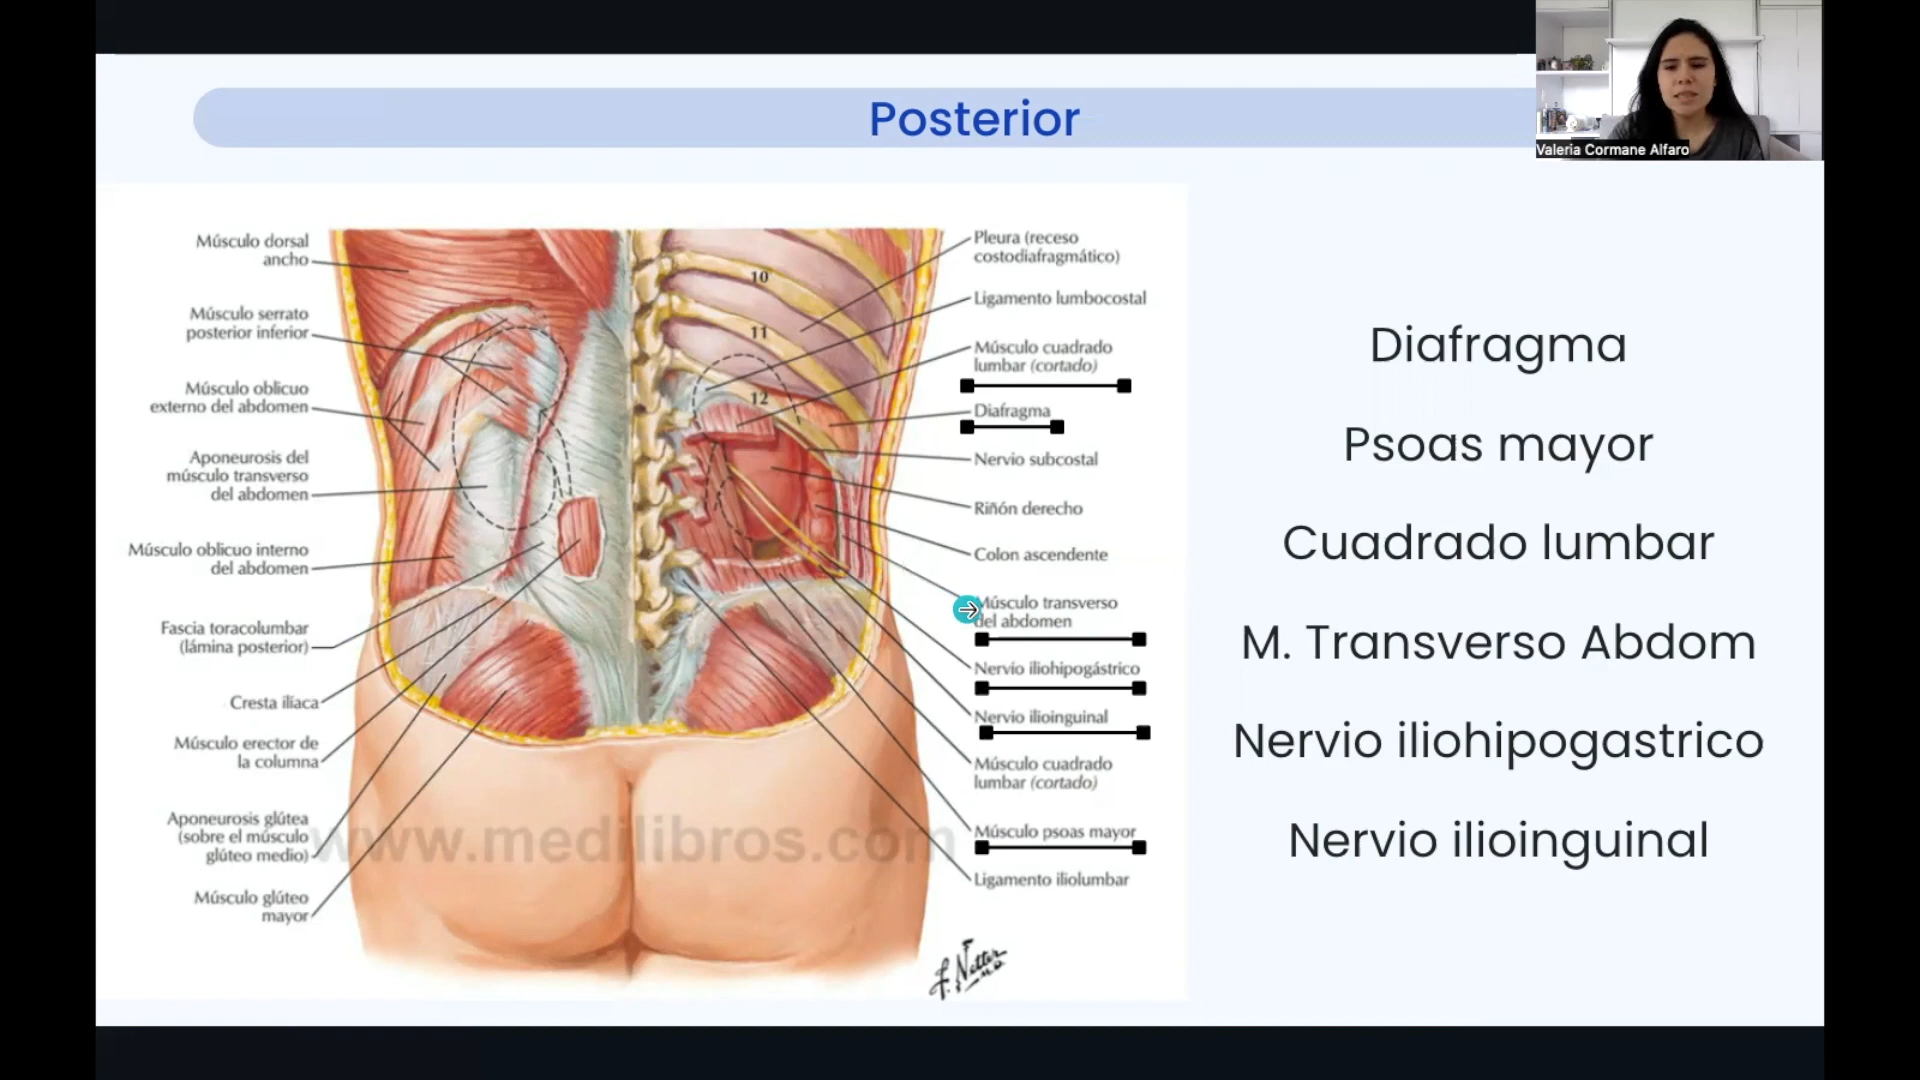 Posterior
Valeria Cormane Alfaro
Músculo dorsal
ancho
Músculo serrato
posterior inferior
Músculo oblicuo
externo del abdomen
Aponeurosis del
músculo transverso
del abdomen
Músculo oblicuo interno
del abdomen
Fascia toracolumbar
(lámina posterior)
Cresta ilíaca
Músculo erector de
la columna
Aponeurosis glútea
(sobre el músculo
glúteo medio)
Músculo glúteo
mayor
10
11
12
Pleura (receso
costodiafragmático)
Ligamento lumbocostal
Músculo cuadrado
lumbar (cortado)
Diafragma
Nervio subcostal
Riñón derecho
Colon ascendente
Músculo transverso
del abdomen
Nervio iliohipogástrico
Nervio ilioinguinal
Músculo cuadrado
lumbar (cortado)
Músculo psoas mayor
Ligamento iliolumbar
www.medilibros.com
F. Netter
Diafragma
Psoas mayor
Cuadrado lumbar
M. Transverso Abdom
Nervio iliohipogastrico
Nervio ilioinguinal